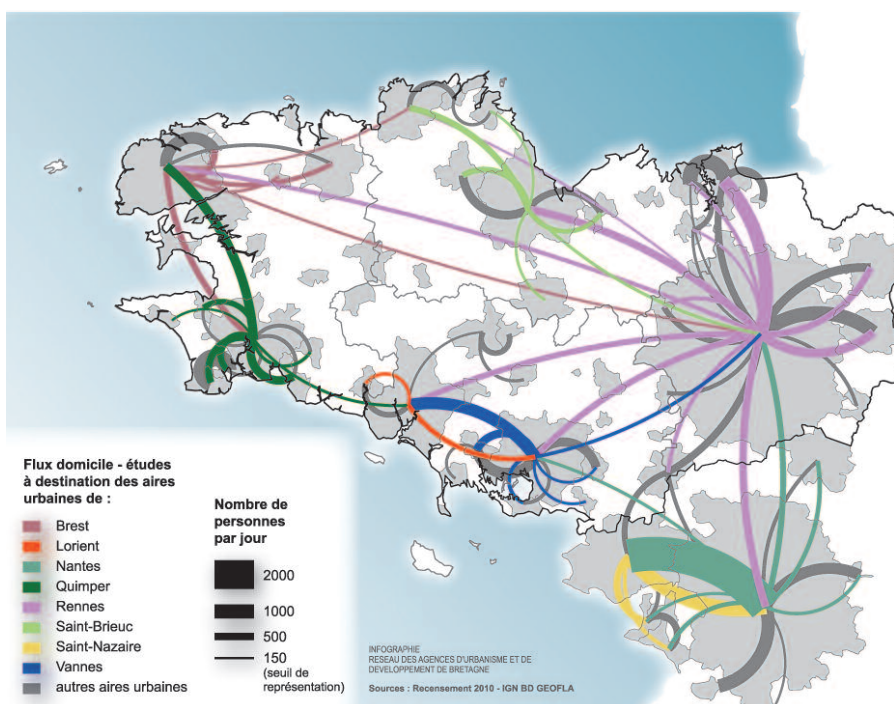 Flux domicile - études
à destination des aires
urbaines de :
Brest
Lorient
Nantes
Quimper
Rennes
Saint-Brieuc
Saint-Nazaire
Vannes
autres aires urbaines
Nombre de
personnes
par jour
2000
1000
500
150
(seuil de
représentation)
INFOGRAPHIE
RESEAU DES AGENCES D'URBANISME ET DE
DEVELOPPEMENT DE BRETAGNE
Sources : Recensement 2010 - IGN BD GEOFLA